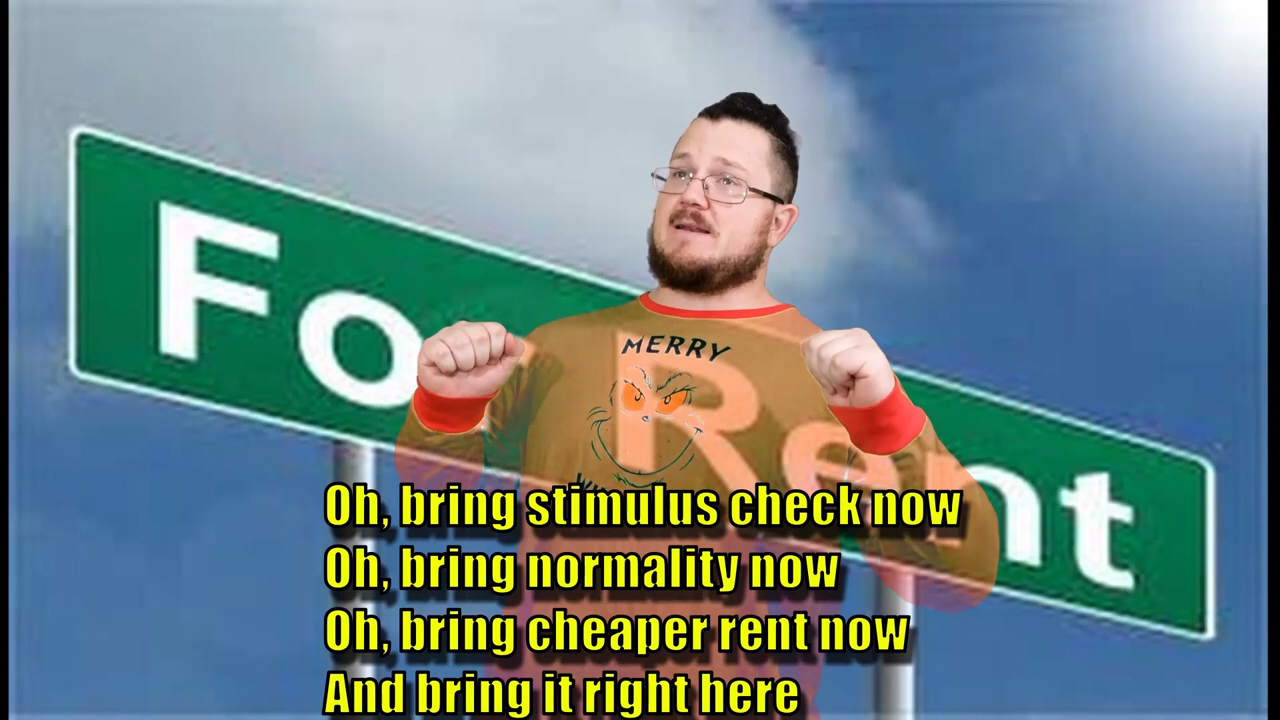 For Rent
MERRY
Oh, bring stimulus check now
Oh, bring normality now
Oh, bring cheaper rent now
And bring it right here